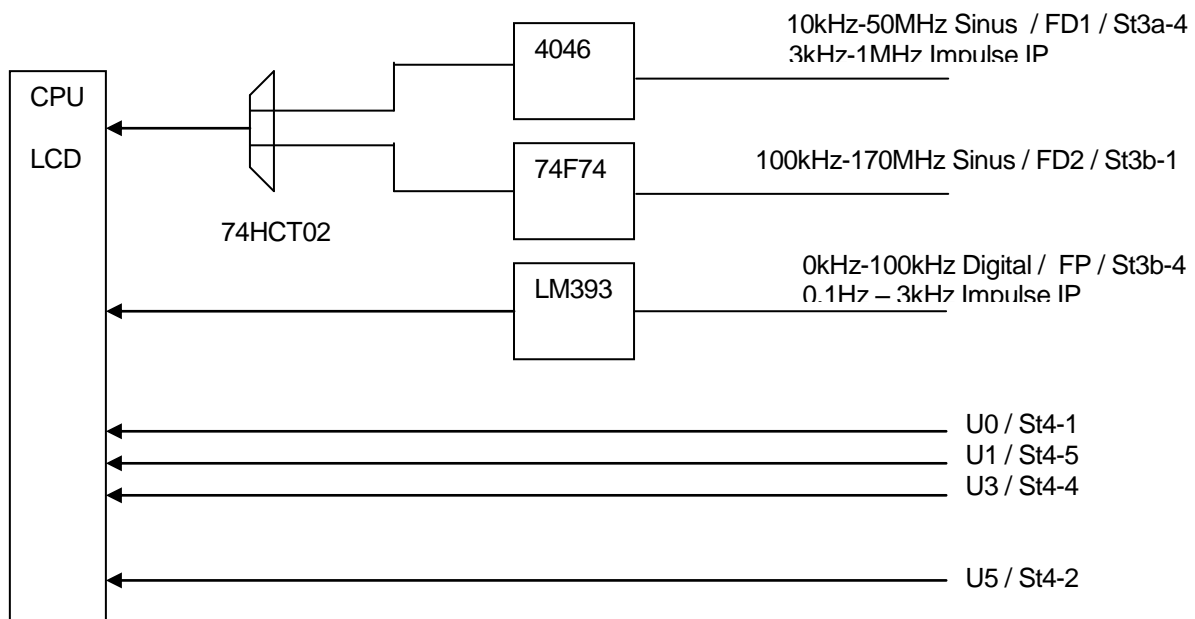 10kHz-50MHz Sinus / FD1 / St3a-4
3kHz-1MHz Impulse IP
4046
CPU
LCD
74F74
100kHz-170MHz Sinus / FD2 / St3b-1
74HCT02
0kHz-100kHz Digital / FP / St3b-4
0.1Hz – 3kHz Impulse IP
LM393
U0 / St4-1
U1 / St4-5
U3 / St4-4
U5 / St4-2